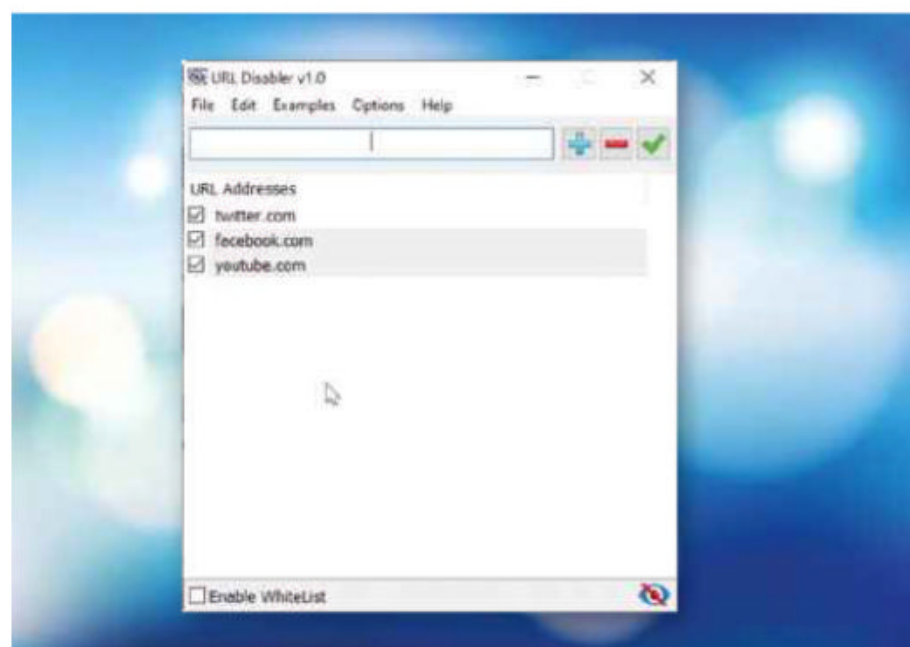 URL Disabler v1.0
File Edit Examples Options Help
URL Addresses
twitter.com
facebook.com
youtube.com
Enable WhiteList